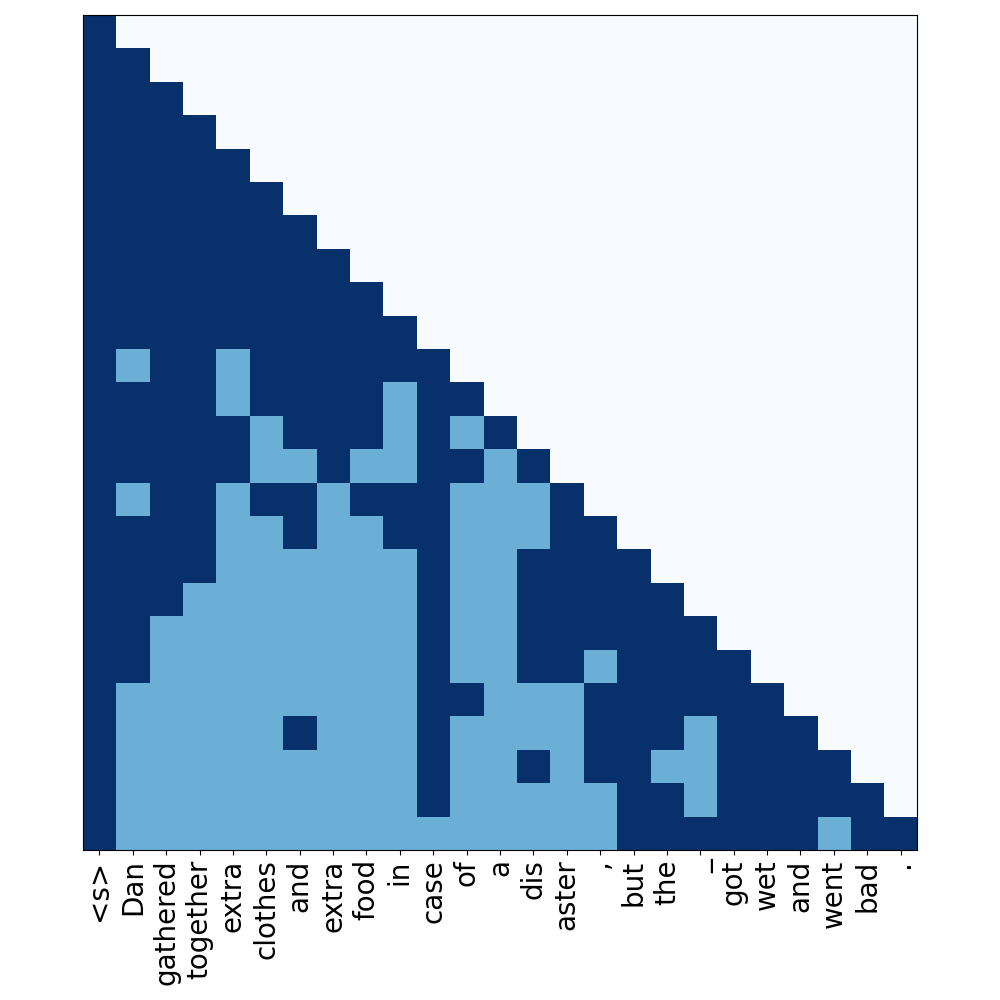 <s>
Dan
gathered
together
extra
clothes
and
extra
food
in
case
of
a
dis
aster
,
but
the
_
got
wet
and
went
bad
.